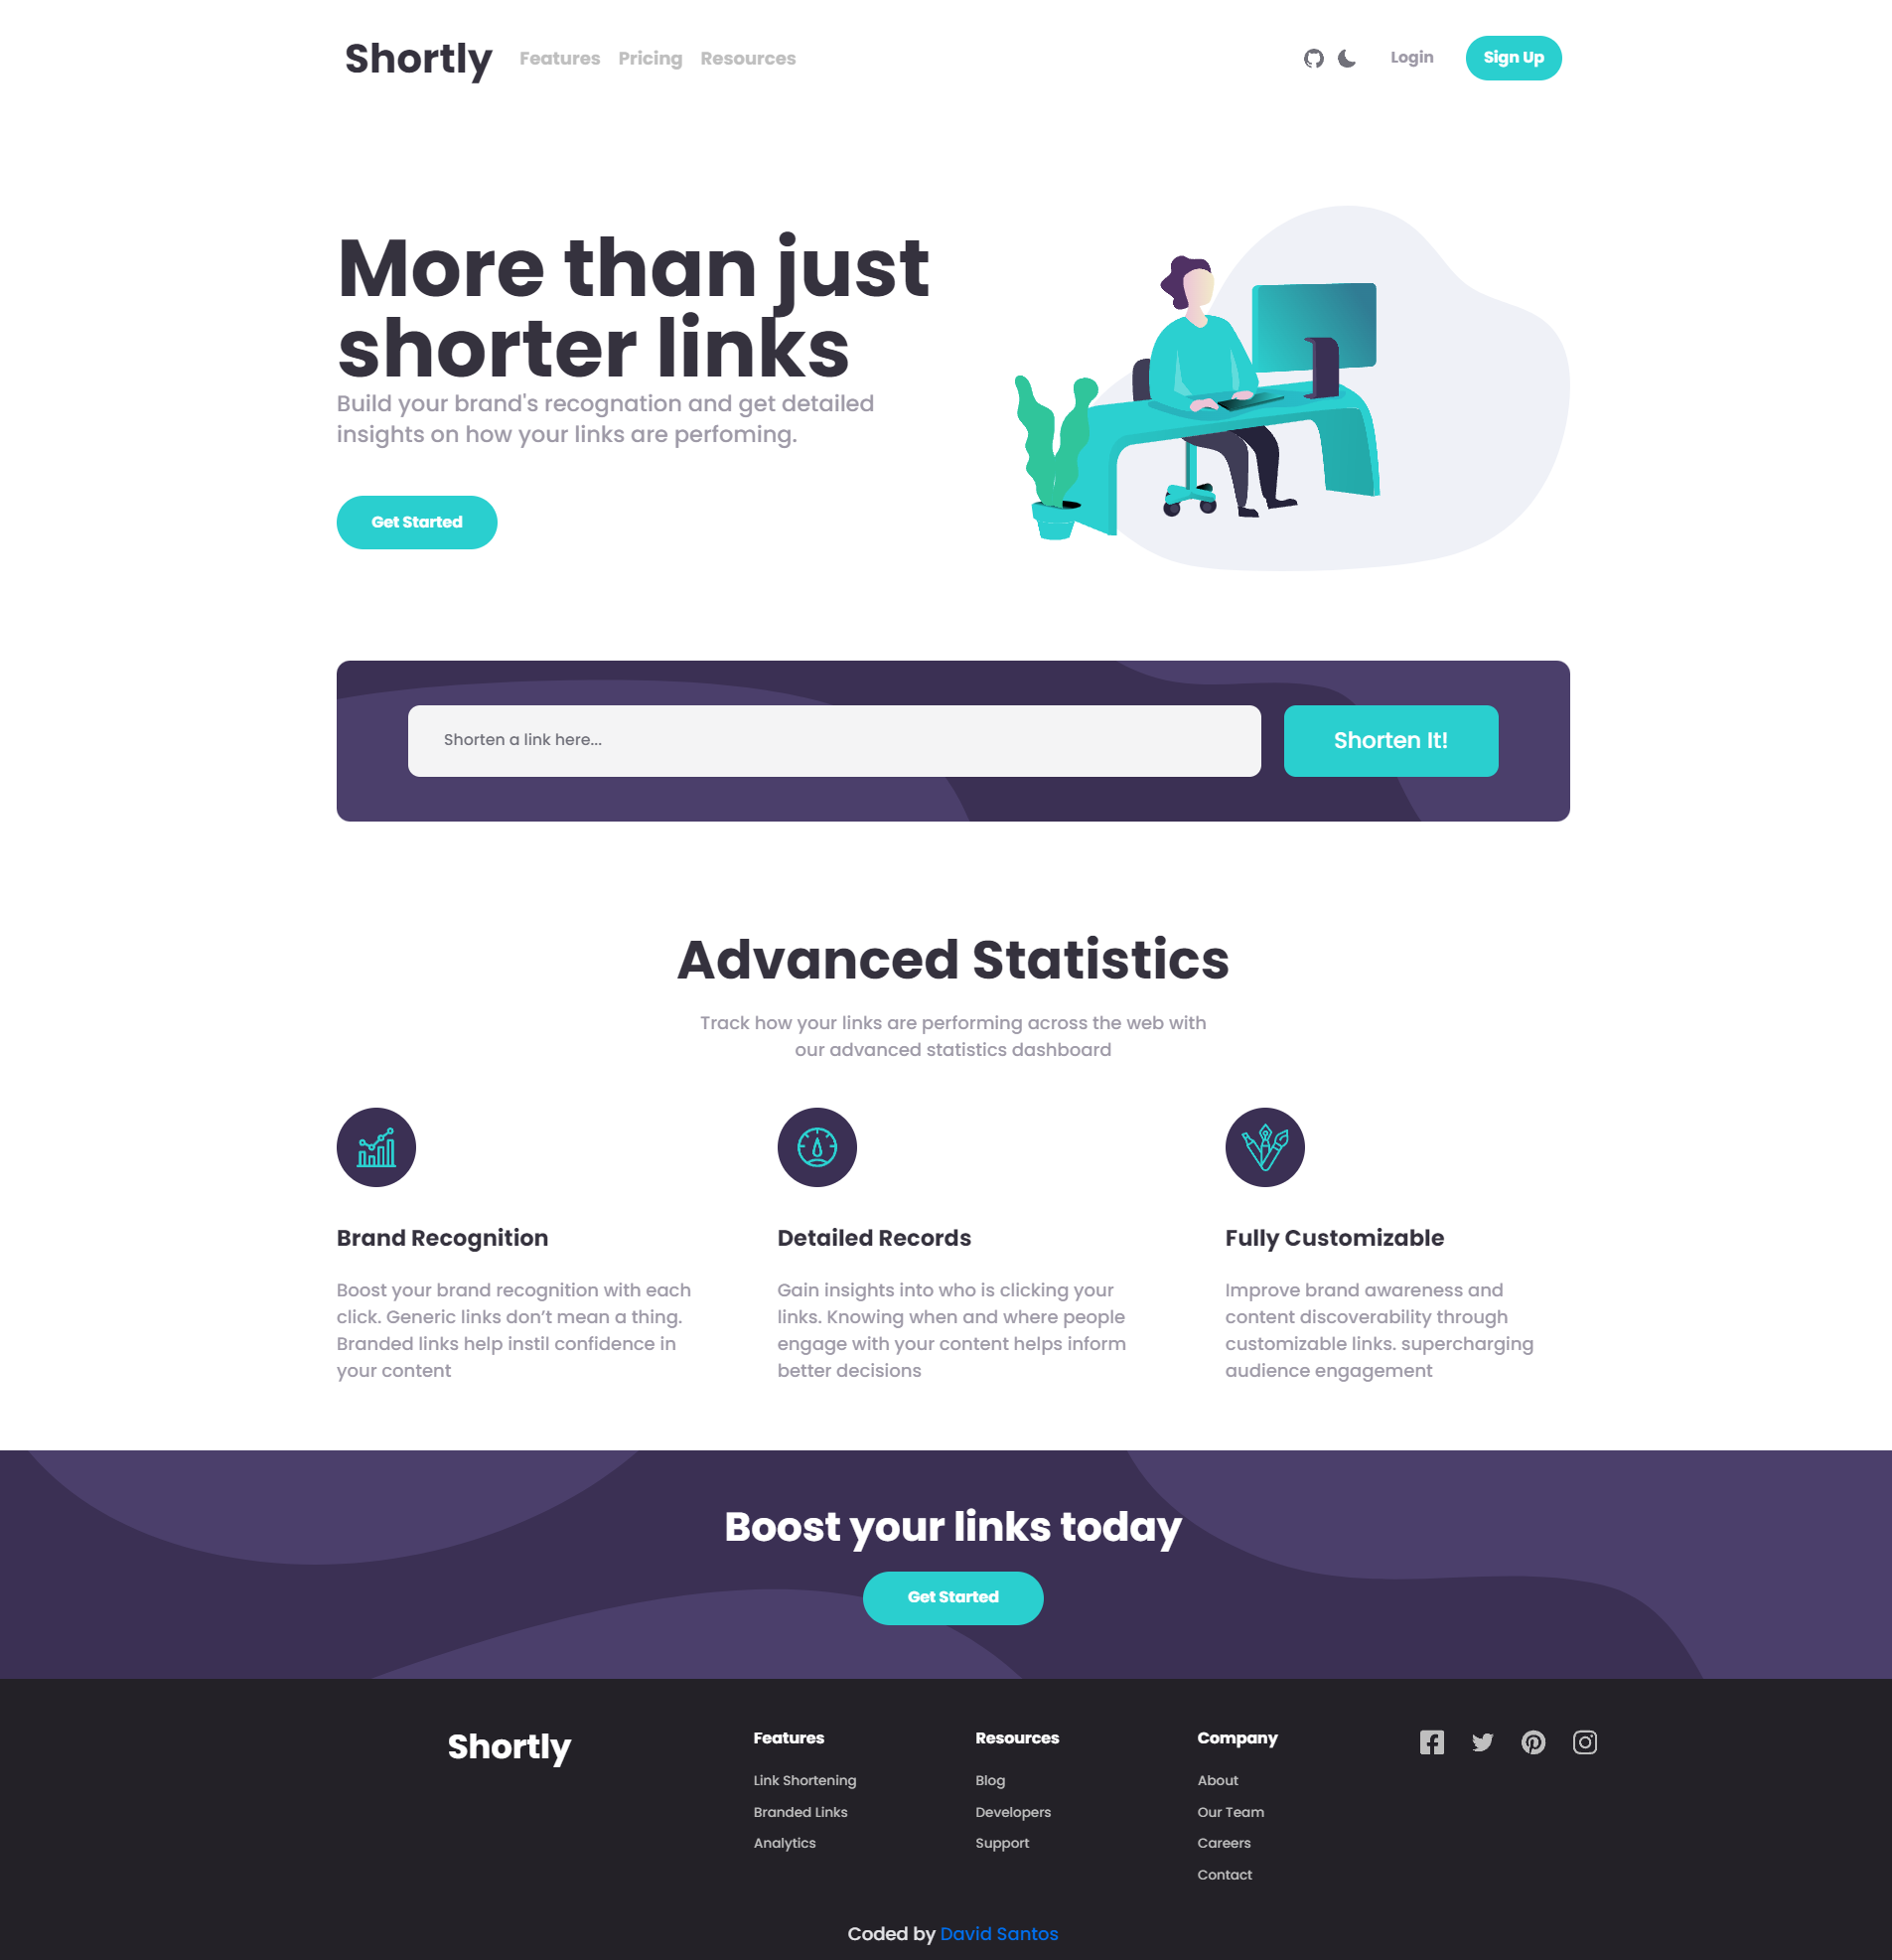 Shortly
Features Pricing Resources
Login
Sign Up
More than just
shorter links
Build your brand's recognation and get detailed
insights on how your links are perfoming.
Get Started
Shorten a link here...
Shorten It!
Advanced Statistics
Track how your links are performing across the web with
our advanced statistics dashboard
Brand Recognition
Boost your brand recognition with each
click. Generic links don’t mean a thing.
Branded links help instil confidence in
your content
Detailed Records
Gain insights into who is clicking your
links. Knowing when and where people
engage with your content helps inform
better decisions
Fully Customizable
Improve brand awareness and
content discoverability through
customizable links. supercharging
audience engagement
Boost your links today
Get Started
Shortly
Features
Link Shortening
Branded Links
Analytics
Resources
Blog
Developers
Support
Company
About
Our Team
Careers
Contact
Coded by David Santos